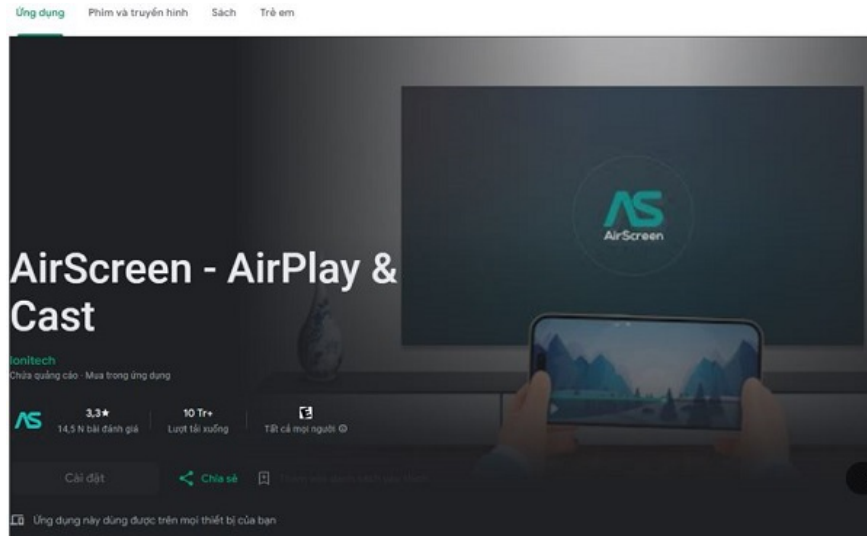 Ứng dụng Phim và truyền hình Sách Trẻ em
AS
AirScreen
AirScreen - AirPlay &
Cast
Ionitech
Chứa quảng cáo · Mua trong ứng dụng
AS
3,3★ 10 Tr+
14,5 N bài đánh giá Lượt tải xuống Tất cả mọi người
Cài đặt Chia sẻ
Ứng dụng này dùng được trên mọi thiết bị của bạn